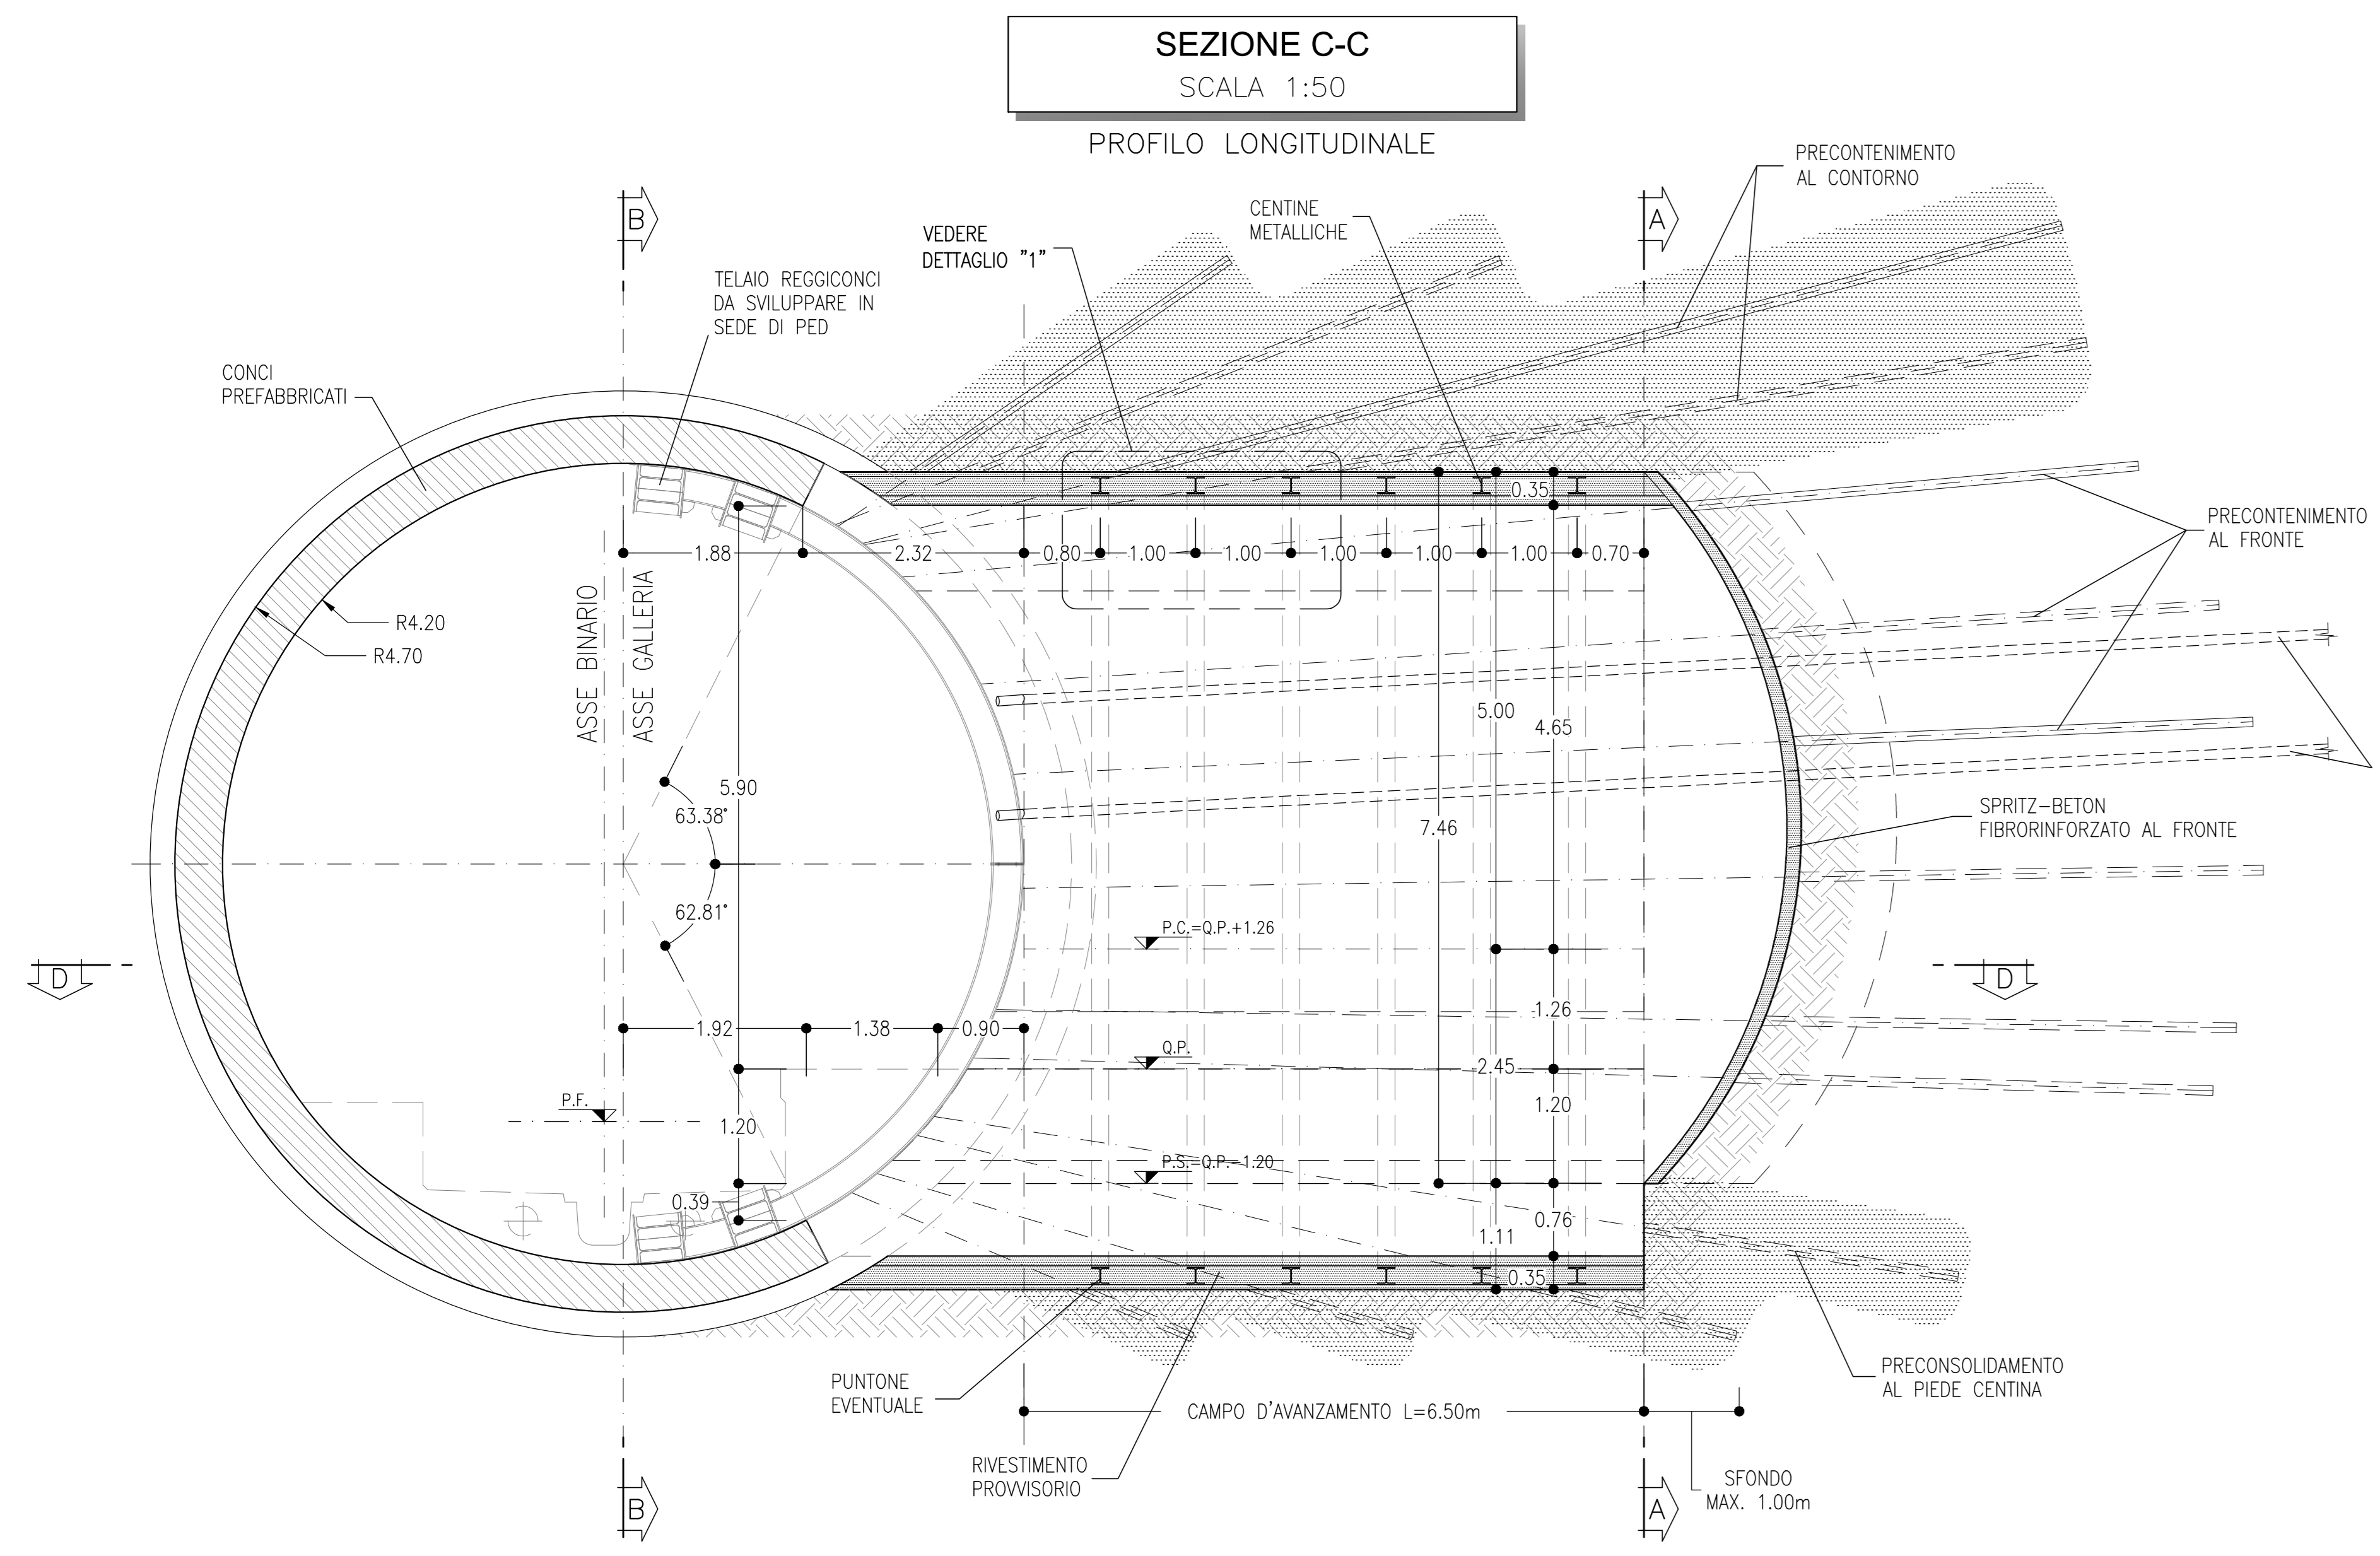 SEZIONE C-C
SCALA 1:50
PROFILO LONGITUDINALE
PRECONTENIMENTO
AL CONTORNO
B
A
CENTINE
METALLICHE
VEDERE
DETTAGLIO "1"
TELAIO REGGICONCI
DA SVILUPPARE IN
SEDE DI PED
CONCI
PREFABBRICATI
0.35
PRECONTENIMENTO
AL FRONTE
1.88
2.32
0.80
1.00
1.00
1.00
1.00
1.00
0.70
ASSE BINARIO
ASSE GALLERIA
R4.20
R4.70
5.00
4.65
5.90
63.38°
7.46
SPRITZ-BETON
FIBRORINFORZATO AL FRONTE
62.81°
P.C.=Q.P.+1.26
D
D
1.92
1.38
0.90
1.26
Q.P.
2.45
P.F.
1.20
1.20
P.S.=Q.P.-1.20
0.39
0.76
1.11
0.35
PUNTONE
EVENTUALE
PRECONSOLIDAMENTO
AL PIEDE CENTINA
CAMPO D'AVANZAMENTO L=6.50m
RIVESTIMENTO
PROVVISORIO
SFONDO
MAX. 1.00m
B
A